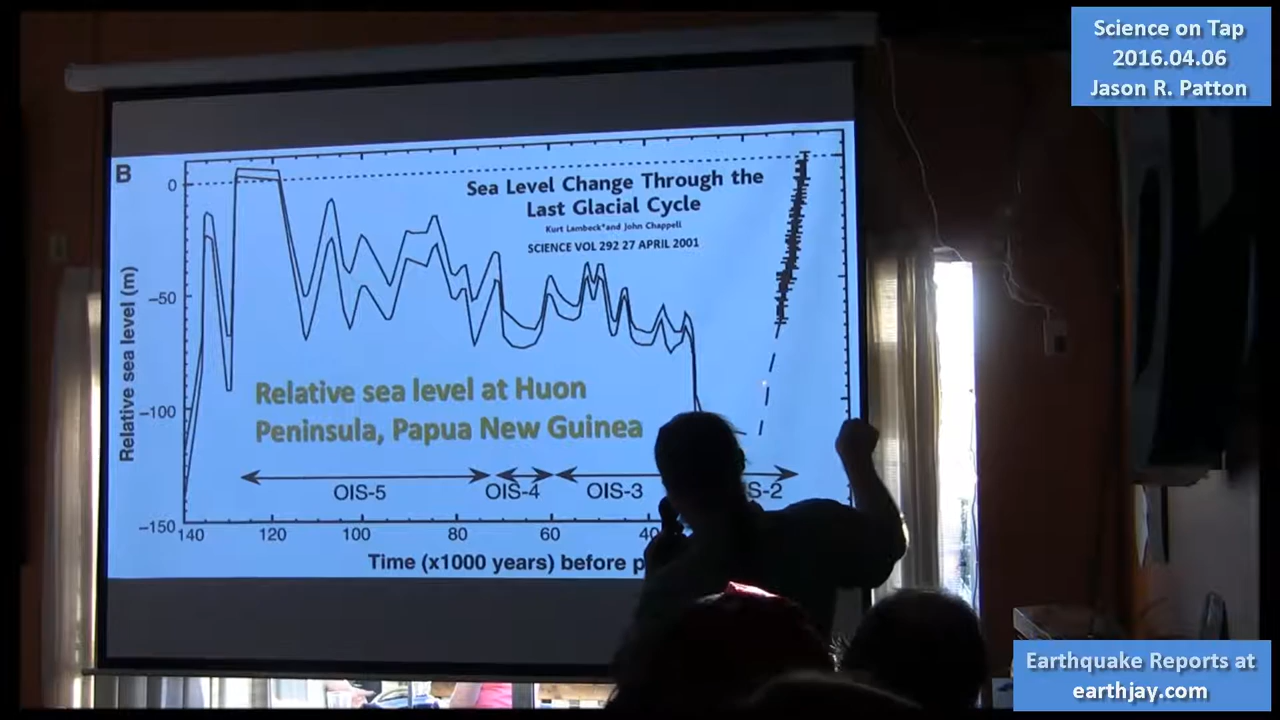 Science on Tap
2016.04.06
Jason R. Patton
B
Sea Level Change Through the
Last Glacial Cycle
Kurt Lambeck*and John Chappell
SCIENCE VOL 292 27 APRIL 2001
Relative sea level (m)
0
−50
−100
−150
Relative sea level at Huon
Peninsula, Papua New Guinea
OIS-5
OIS-4
OIS-3
S-2
140
120
100
80
60
40
Time (x1000 years) before p
Earthquake Reports at
earthjay.com